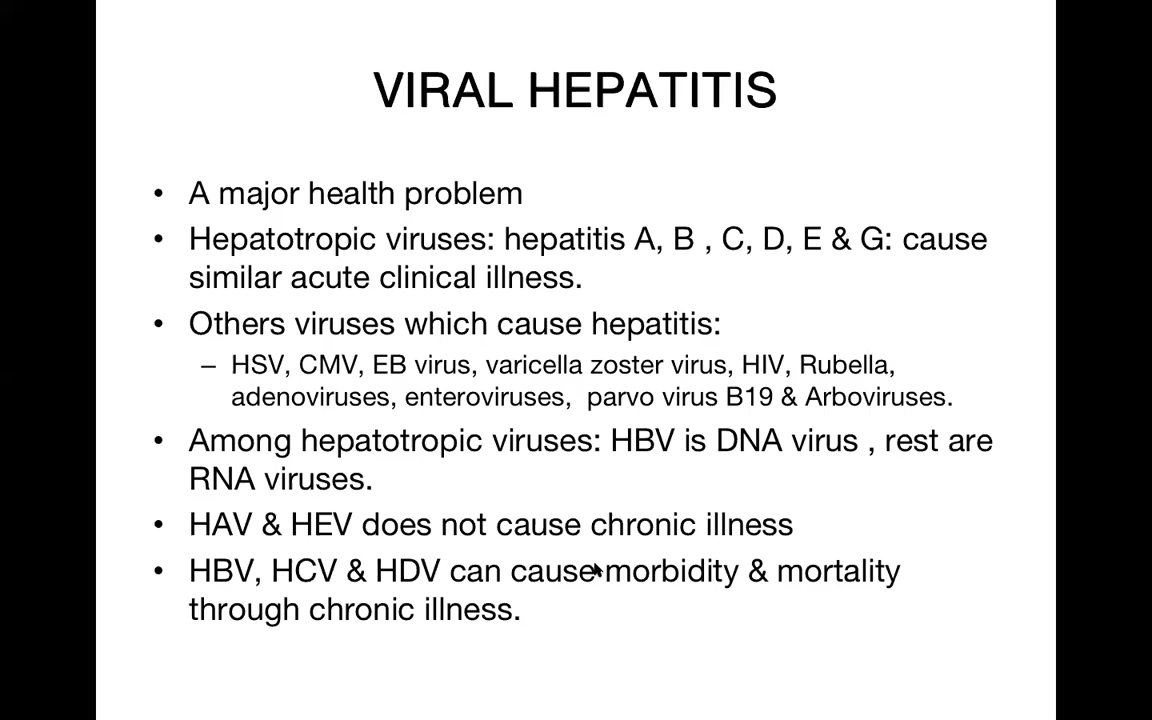 VIRAL HEPATITIS
• A major health problem
• Hepatotropic viruses: hepatitis A, B , C, D, E & G: cause
similar acute clinical illness.
• Others viruses which cause hepatitis:
– HSV, CMV, EB virus, varicella zoster virus, HIV, Rubella,
adenoviruses, enteroviruses, parvo virus B19 & Arboviruses.
• Among hepatotropic viruses: HBV is DNA virus , rest are
RNA viruses.
• HAV & HEV does not cause chronic illness
• HBV, HCV & HDV can cause morbidity & mortality
through chronic illness.